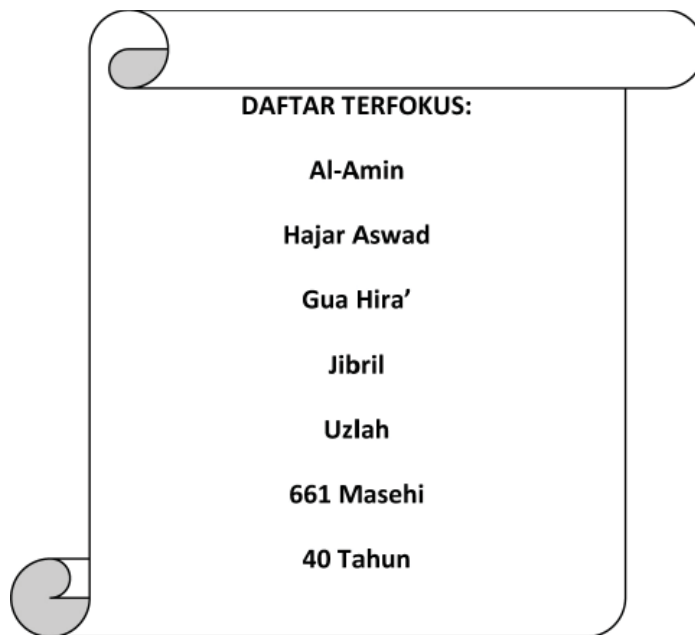 DAFTAR TERFOKUS:
Al-Amin
Hajar Aswad
Gua Hira’
Jibril
Uzlah
661 Masehi
40 Tahun